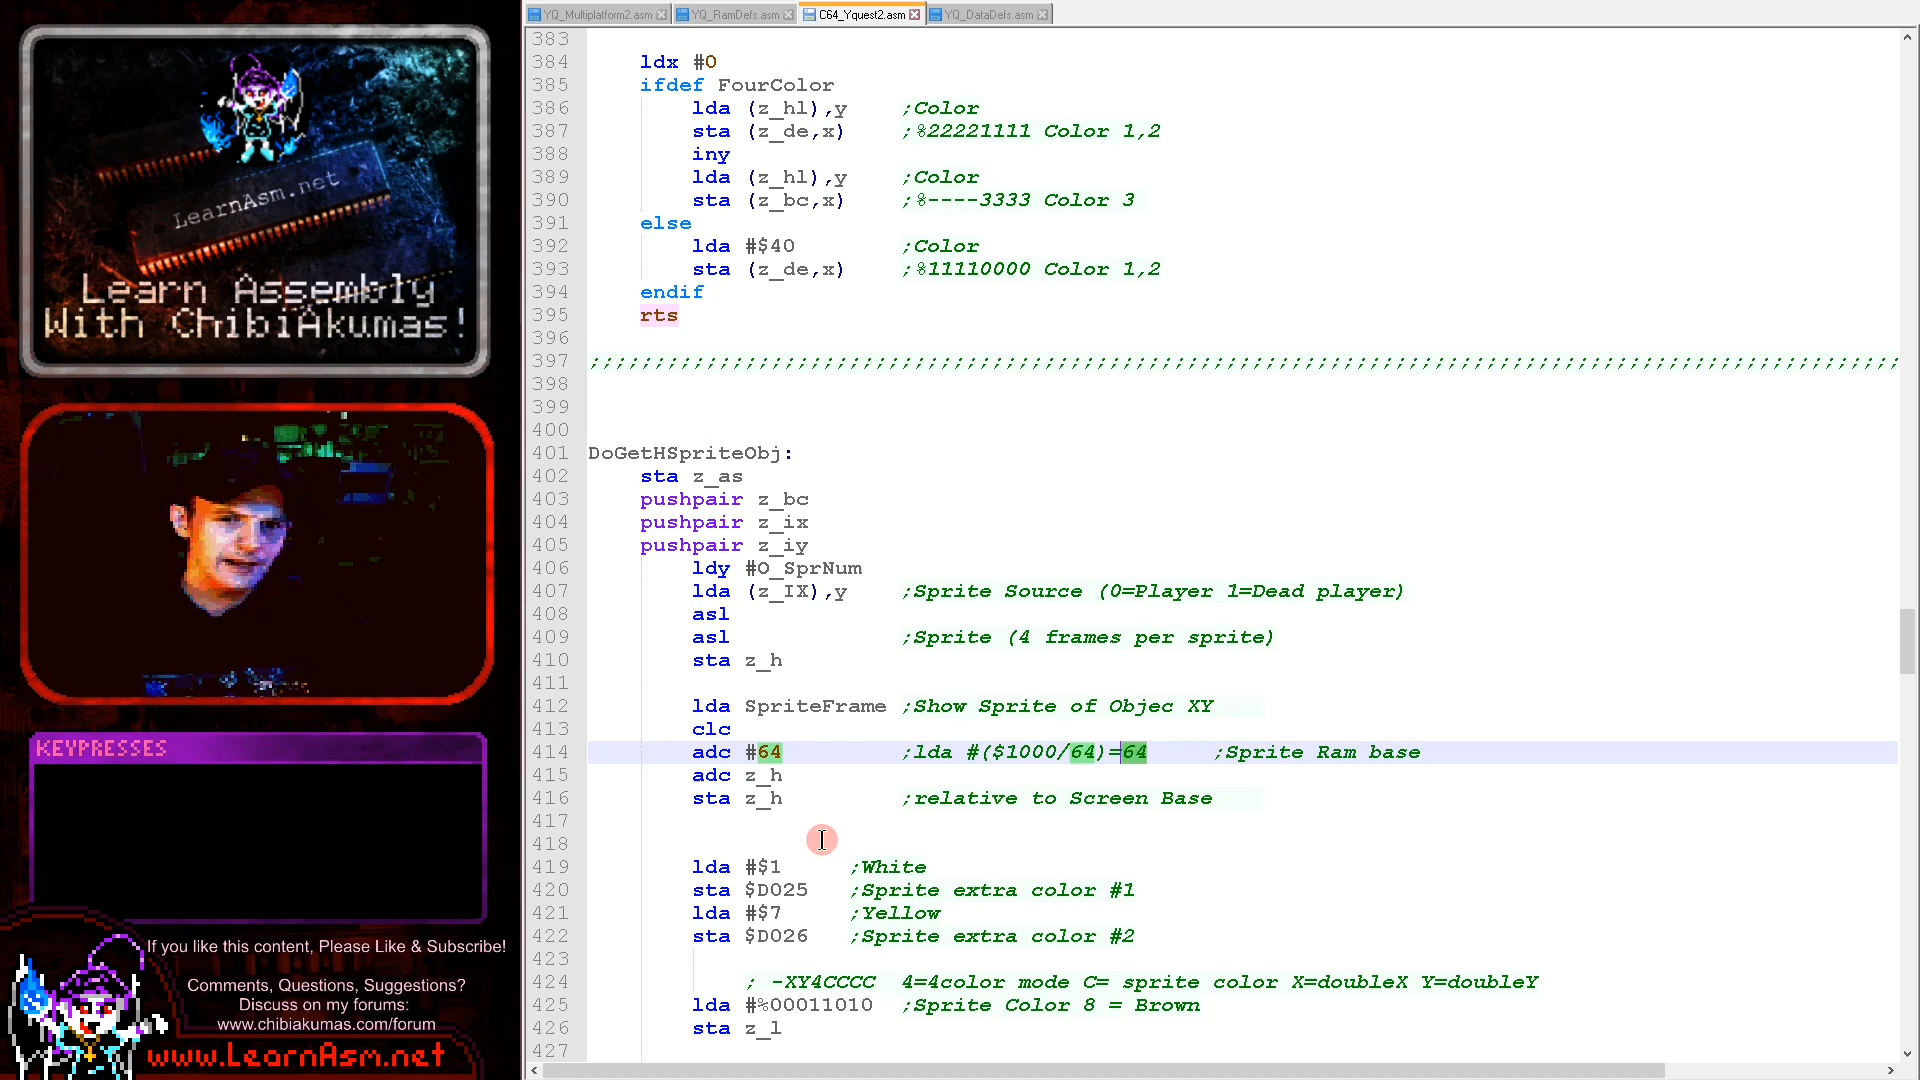 YQ_Multiplatform2.asm YQ_RamDefs.asm C64_Yquest2.asm YQ_DataDefs.asm
LearnAsm.net
Learn Assembly
With ChibiAkumas!
KEYPRESSES
If you like this content, Please Like & Subscribe!
Comments, Questions, Suggestions?
Discuss on my forums:
www.chibiakumas.com/forum
www.LearnAsm.net
383
384 ldx #0
385 ifdef FourColor
386 lda (z_hl),y ;Color
387 sta (z_de,x) ;%22221111 Color 1,2
388 iny
389 lda (z_hl),y ;Color
390 sta (z_bc,x) ;%----3333 Color 3
391 else
392 lda #$40 ;Color
393 sta (z_de,x) ;%11110000 Color 1,2
394 endif
395 rts
396
397 ;;;;;;;;;;;;;;;;;;;;;;;;;;;;;;;;;;;;;;;;;;;;;;;;;;;;;;;;;;;;;;;;;;;;;;;;;;;;;;;;;;;;;;;;;;;;;;;;;;;;
398
399
400
401 DoGetHSpriteObj:
402 sta z_as
403 pushpair z_bc
404 pushpair z_ix
405 pushpair z_iy
406 ldy #O_SprNum
407 lda (z_IX),y ;Sprite Source (0=Player 1=Dead player)
408 asl
409 asl ;Sprite (4 frames per sprite)
410 sta z_h
411
412 lda SpriteFrame ;Show Sprite of Objec XY
413 clc
414 adc #64 ;lda #($1000/64)=64 ;Sprite Ram base
415 adc z_h
416 sta z_h ;relative to Screen Base
417
418
419 lda #$1 ;White
420 sta $D025 ;Sprite extra color #1
421 lda #$7 ;Yellow
422 sta $D026 ;Sprite extra color #2
423
424 ; -XY4CCCC 4=4color mode C= sprite color X=doubleX Y=doubleY
425 lda #%00011010 ;Sprite Color 8 = Brown
426 sta z_l
427